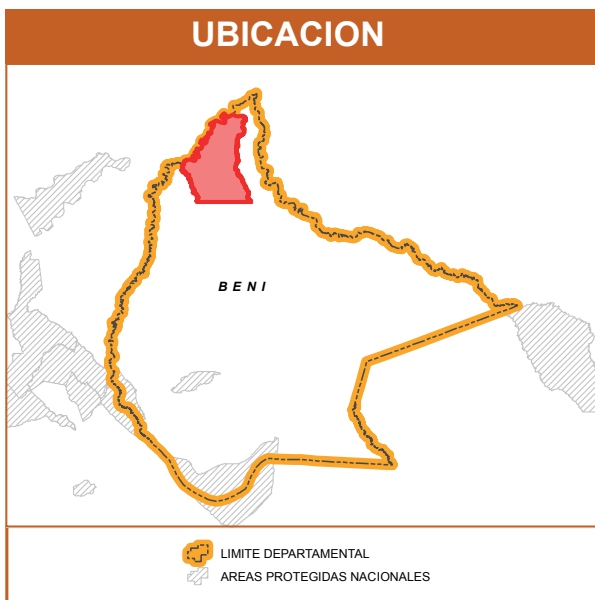 UBICACION
B E N I
LIMITE DEPARTAMENTAL
AREAS PROTEGIDAS NACIONALES